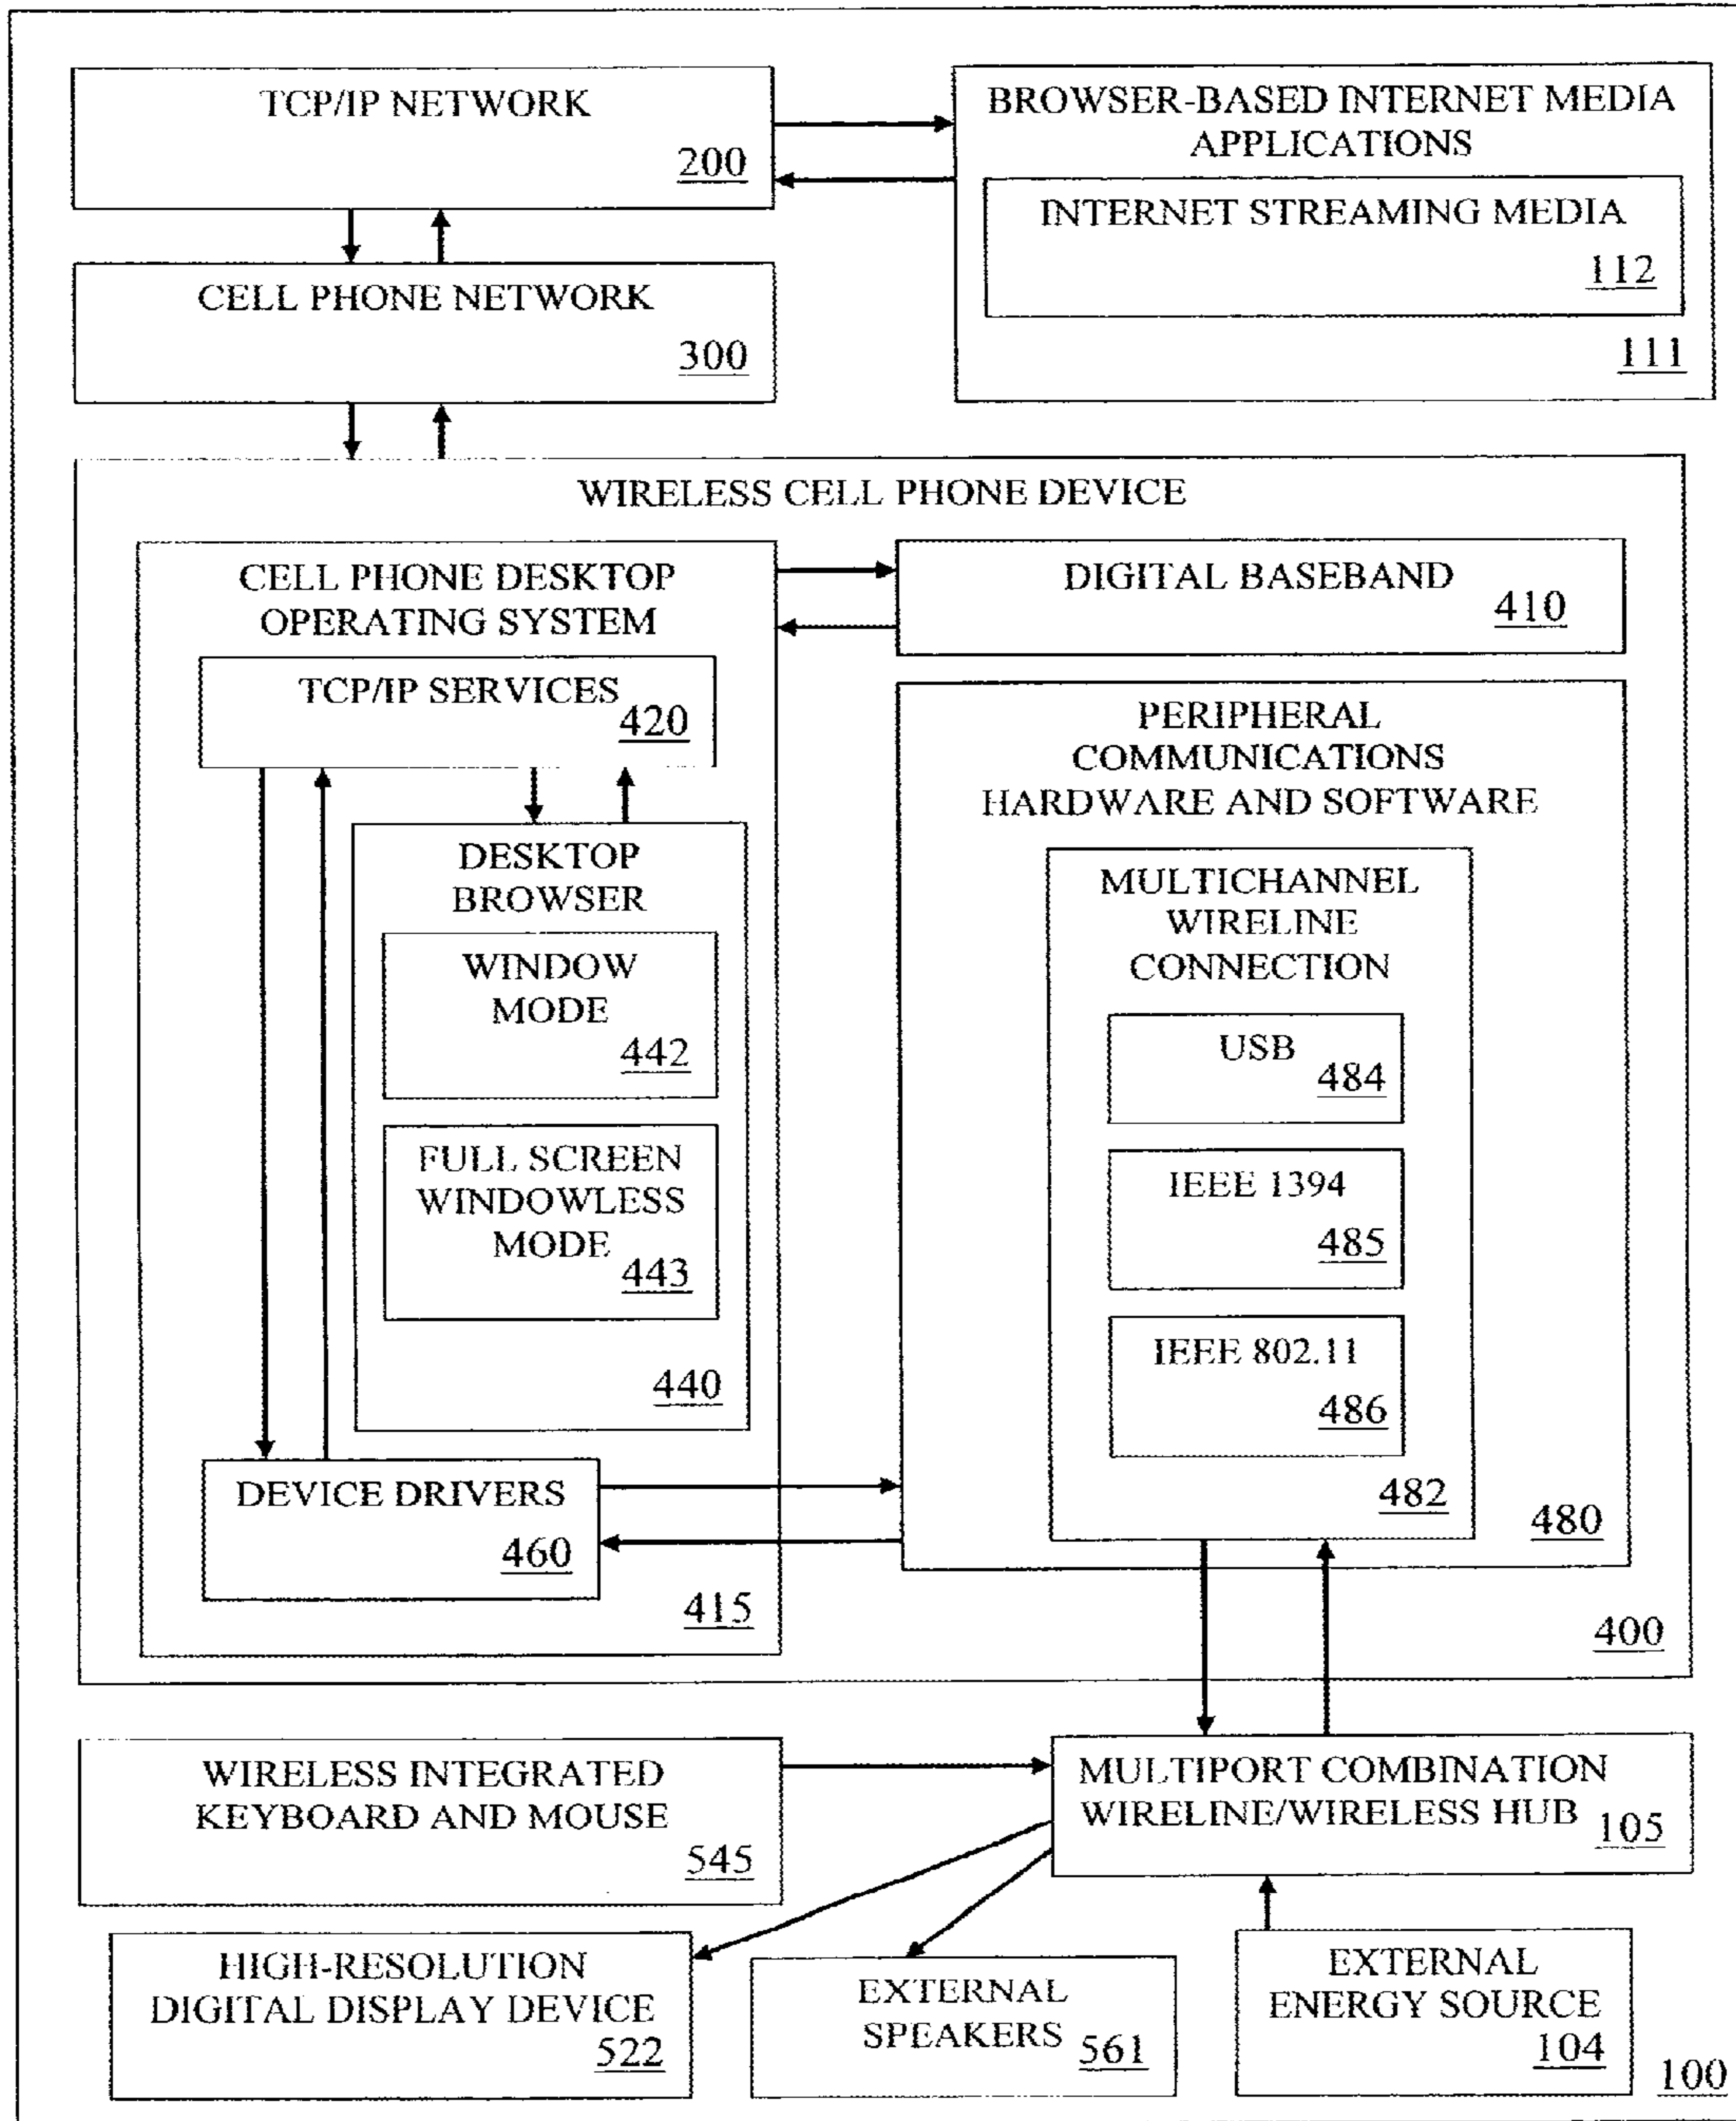 TCP/IP NETWORK
200
BROWSER-BASED INTERNET MEDIA
APPLICATIONS
INTERNET STREAMING MEDIA
112
111
CELL PHONE NETWORK
300
WIRELESS CELL PHONE DEVICE
CELL PHONE DESKTOP
OPERATING SYSTEM
TCP/IP SERVICES
420
DESKTOP
BROWSER
WINDOW
MODE
442
FULL SCREEN
WINDOWLESS
MODE
443
440
DEVICE DRIVERS
460
415
DIGITAL BASEBAND
410
PERIPHERAL
COMMUNICATIONS
HARDWARE AND SOFTWARE
MULTICHANNEL
WIRELINE
CONNECTION
USB
484
IEEE 1394
485
IEEE 802.11
486
482
480
400
WIRELESS INTEGRATED
KEYBOARD AND MOUSE
545
MULTIPORT COMBINATION
WIRELINE/WIRELESS HUB
105
HIGH-RESOLUTION
DIGITAL DISPLAY DEVICE
522
EXTERNAL
SPEAKERS
561
EXTERNAL
ENERGY SOURCE
104
100